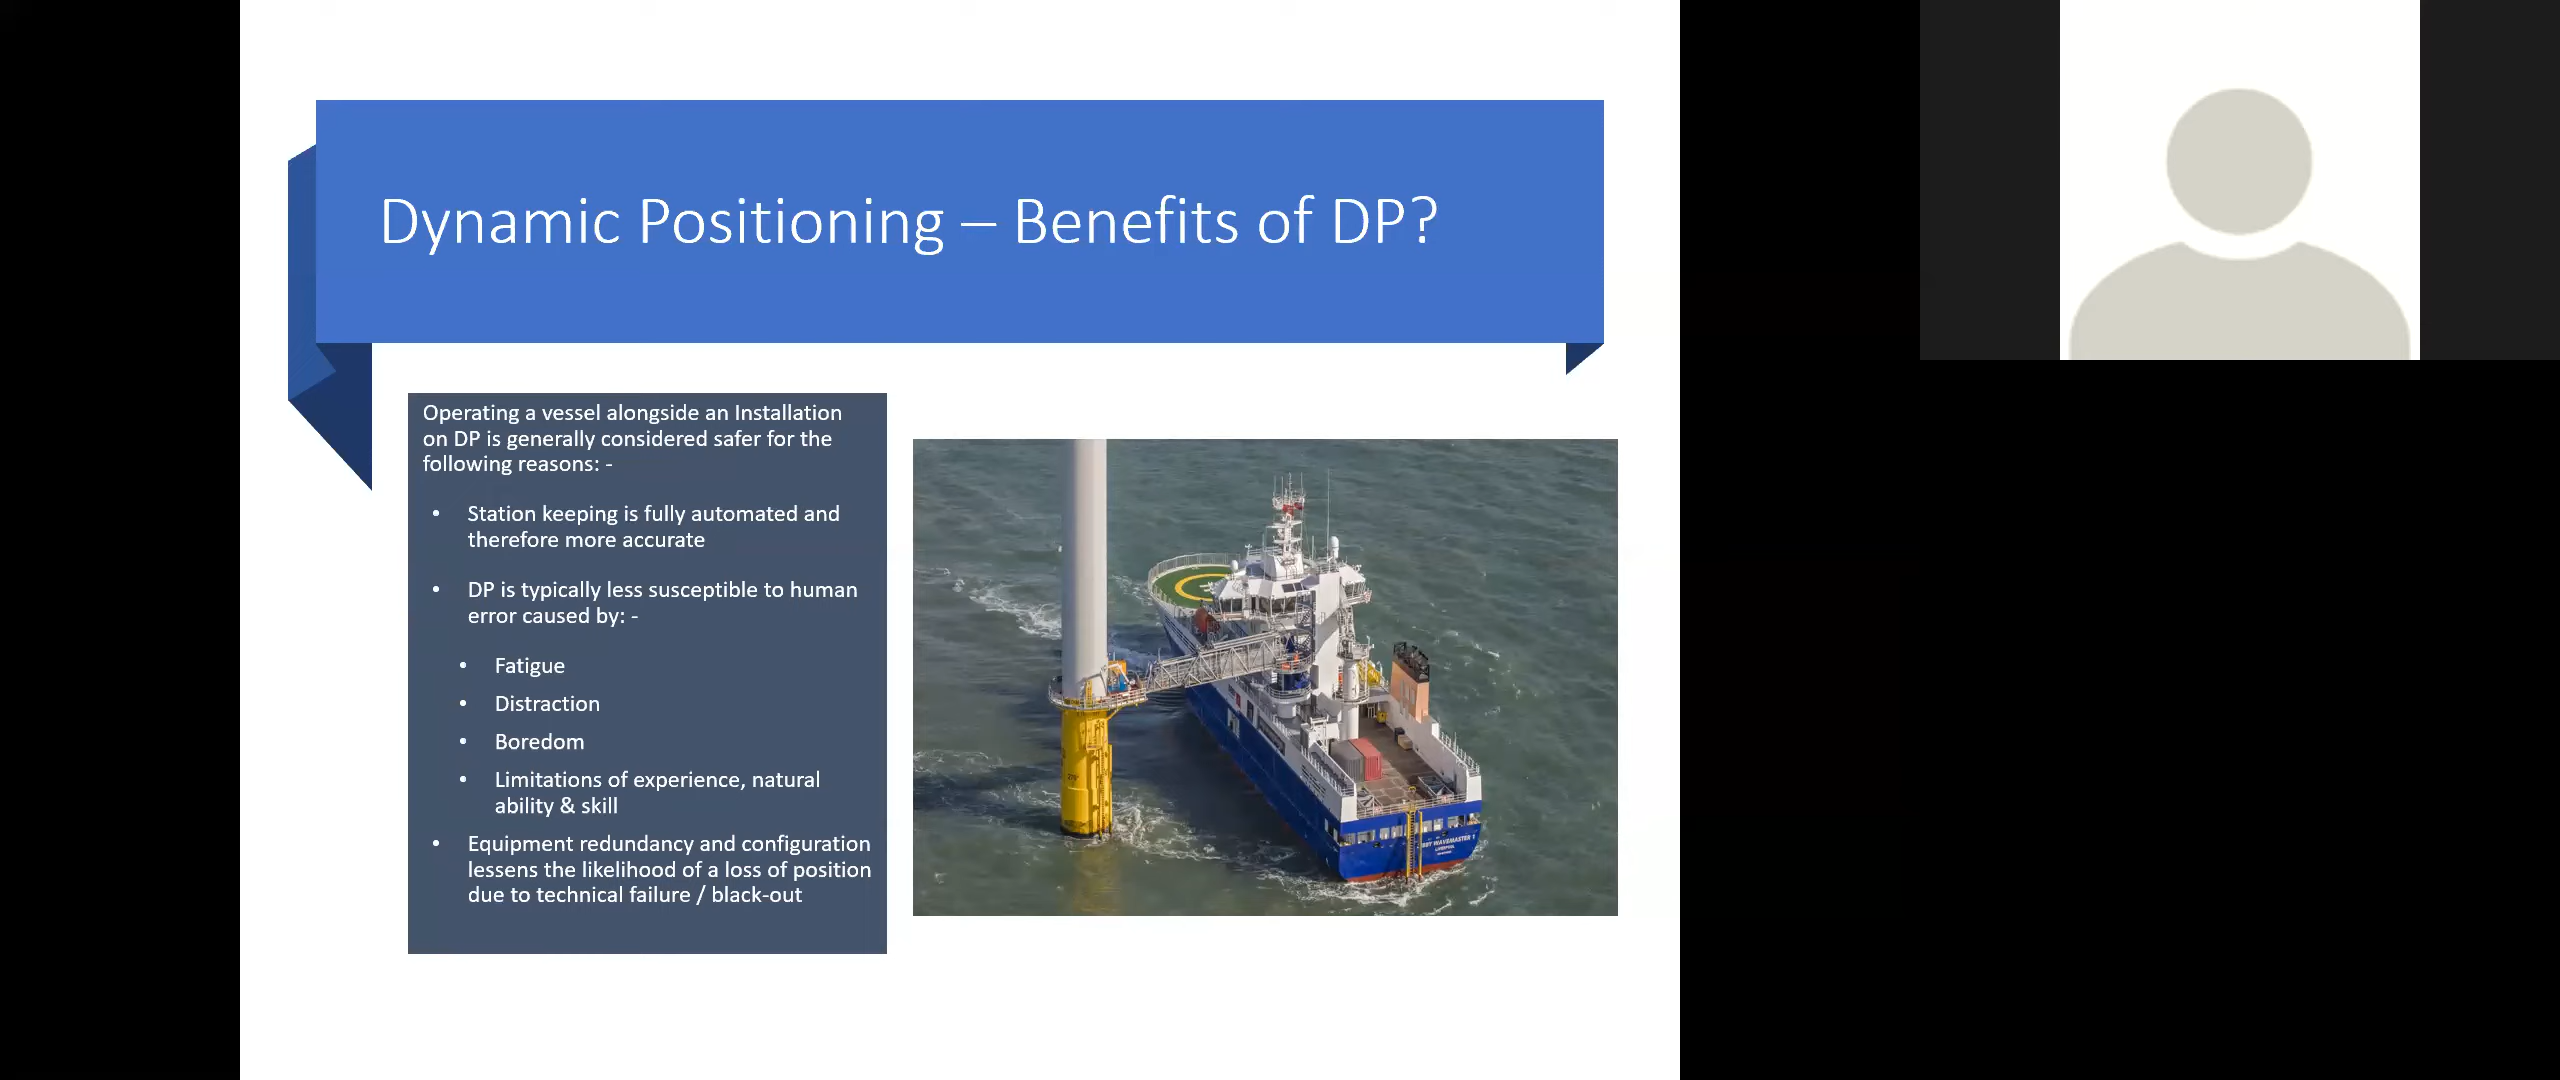 Dynamic Positioning – Benefits of DP?
Operating a vessel alongside an Installation
on DP is generally considered safer for the
following reasons: -
• Station keeping is fully automated and
therefore more accurate
• DP is typically less susceptible to human
error caused by: -
• Fatigue
• Distraction
• Boredom
• Limitations of experience, natural
ability & skill
• Equipment redundancy and configuration
lessens the likelihood of a loss of position
due to technical failure / black-out
WAVEMASTER 1